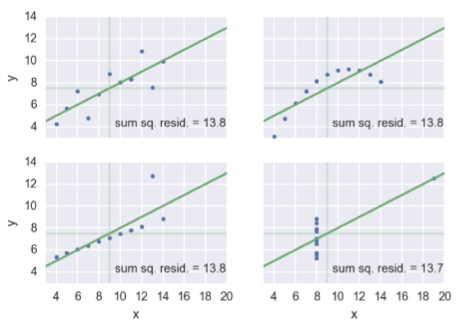 14
12
10
8
6
4
y
sum sq. resid. = 13.8
sum sq. resid. = 13.8
14
12
10
8
6
4
y
sum sq. resid. = 13.8
sum sq. resid. = 13.7
4 6 8 10 12 14 16 18 20
4 6 8 10 12 14 16 18 20
x
x